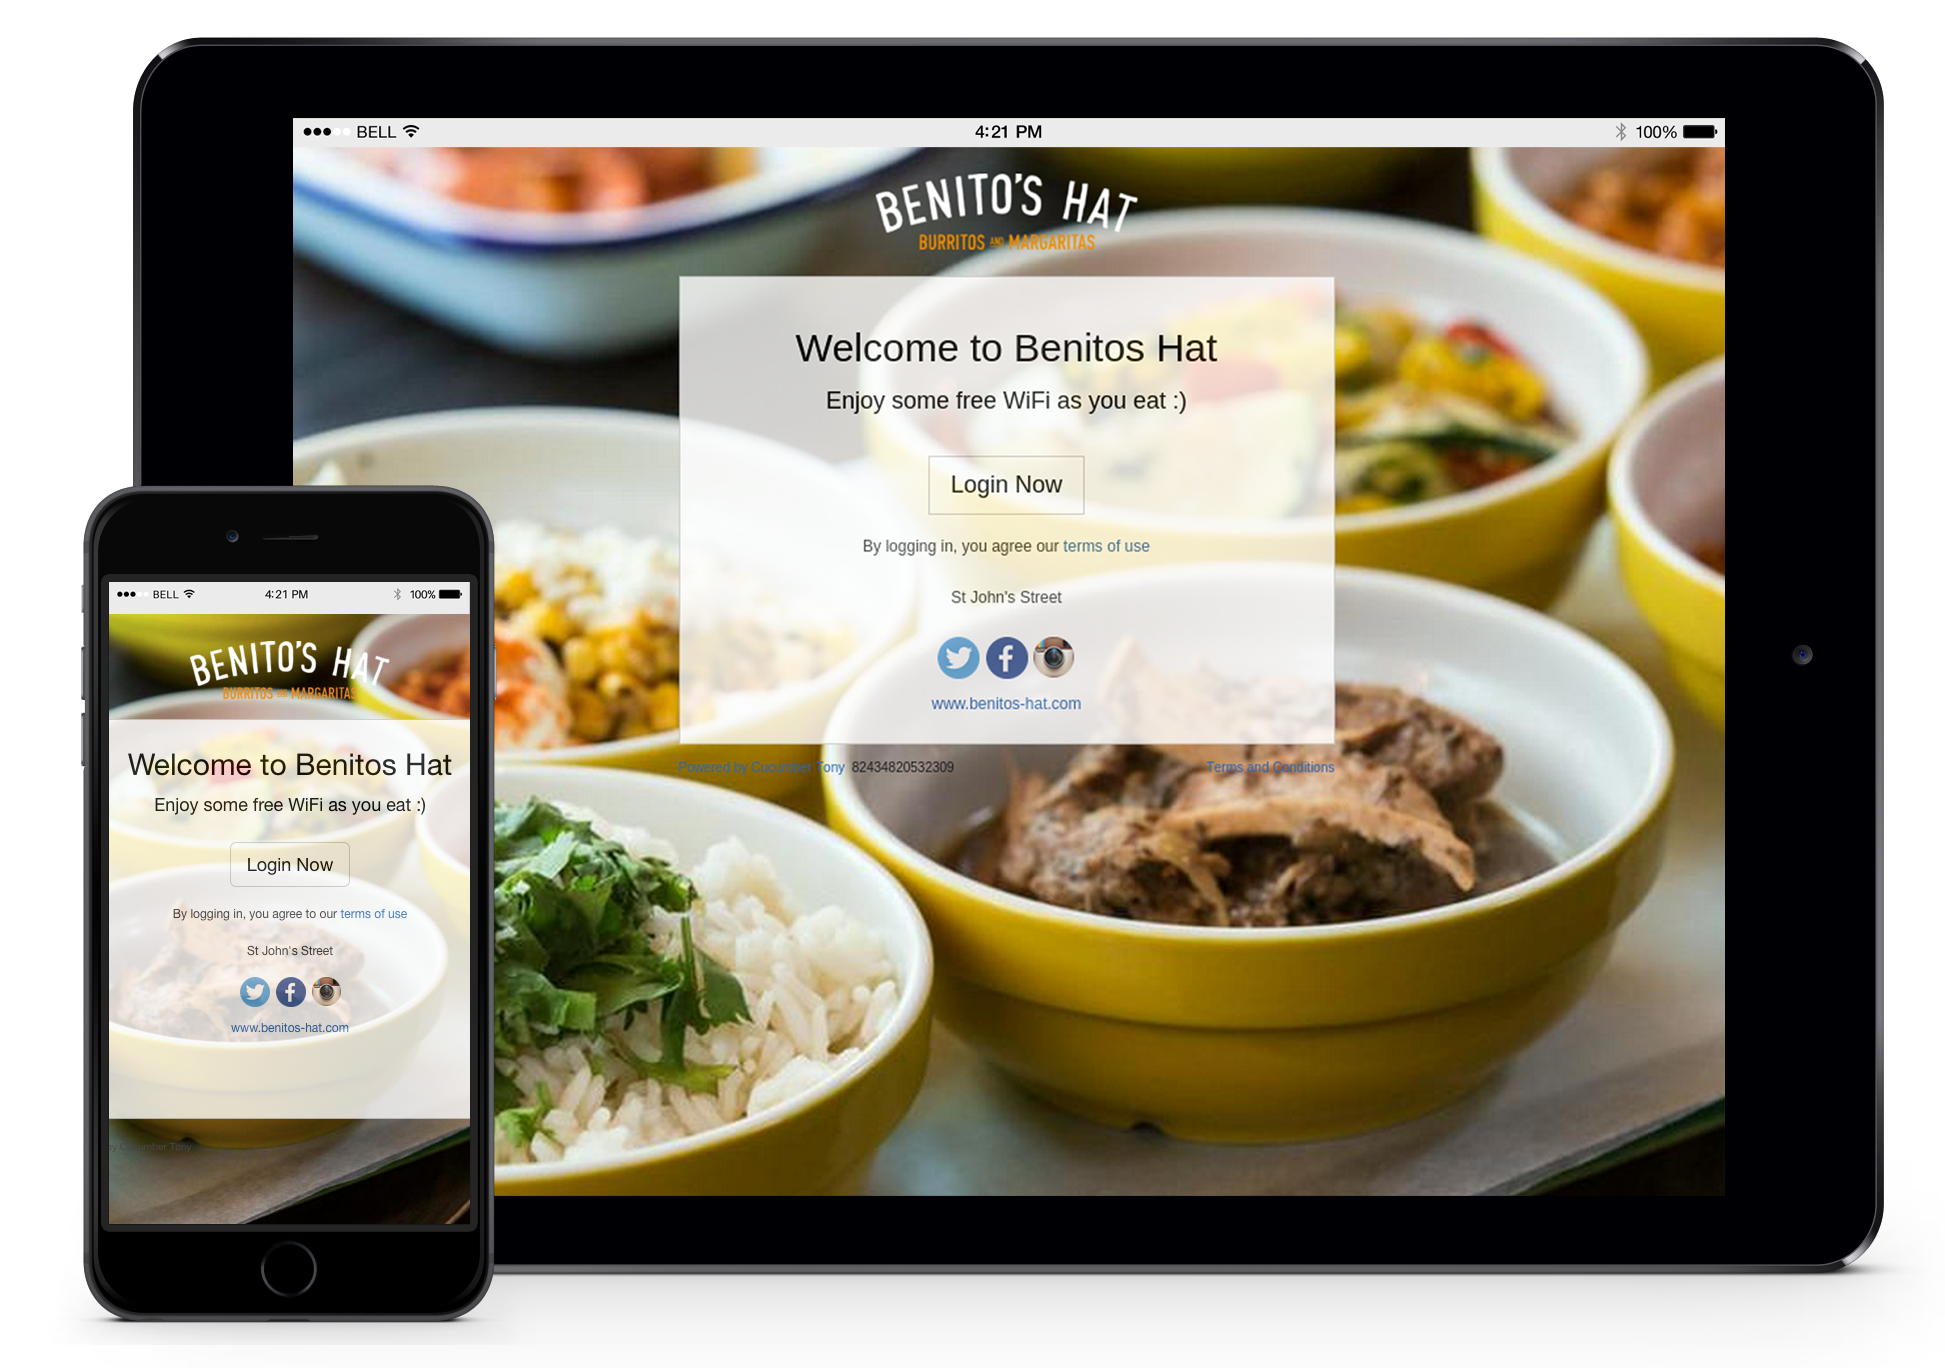 BELL 4:21 PM 100%
BENITO'S HAT
BURRITOS AND MARGARITAS
Welcome to Benitos Hat
Enjoy some free WiFi as you eat :)
Login Now
By logging in, you agree our terms of use
St John's Street
www.benitos-hat.com
Powered by Cucumber Tony 82434820532309 Terms and Conditions
BELL 4:21 PM 100%
BENITO'S HAT
BURRITOS AND MARGARITAS
Welcome to Benitos Hat
Enjoy some free WiFi as you eat :)
Login Now
By logging in, you agree to our terms of use
St John's Street
www.benitos-hat.com
by Cucumber Tony